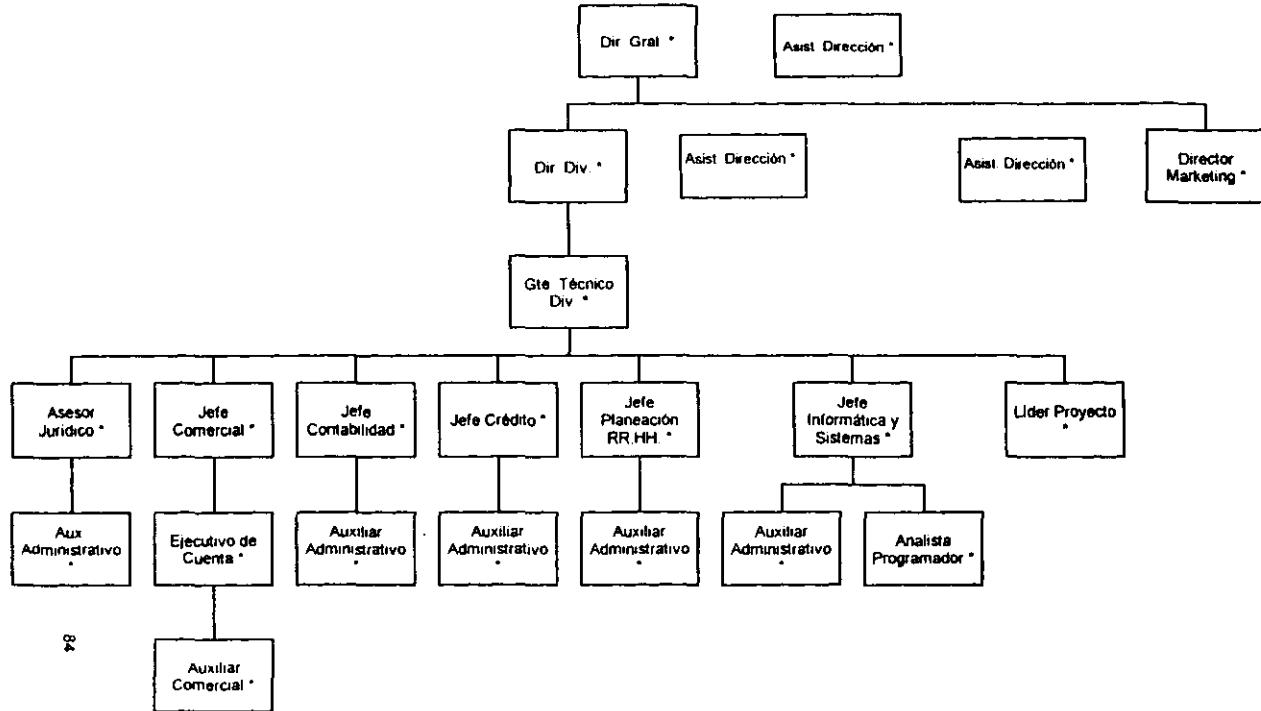 Dir Gral *
Asist Dirección *
Dir Div. *
Asist Dirección *
Asist. Dirección *
Director
Marketing *
Gte Técnico
Div *
Asesor
Jurídico *
Jefe
Comercial *
Jefe
Contabilidad *
Jefe Crédito *
Jefe
Planeación
RR.HH. *
Jefe
Informática y
Sistemas *
Líder Proyecto
*
Aux
Administrativo
*
Ejecutivo de
Cuenta *
Auxiliar
Administrativo
*
Auxiliar
Administrativo
*
Auxiliar
Administrativo
*
Auxiliar
Administrativo
*
Analista
Programador *
84
Auxiliar
Comercial *